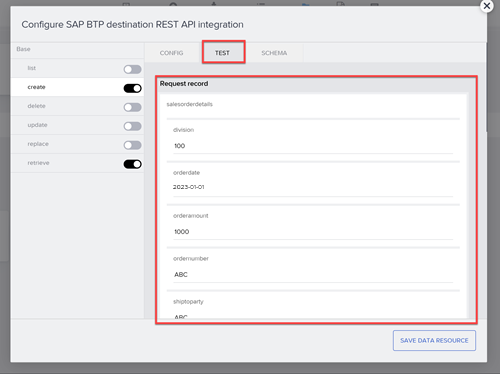 Configure SAP BTP destination REST API integration
Base
CONFIG
TEST
SCHEMA
list
create
delete
update
replace
retrieve
Request record
salesorderdetails
division
100
orderdate
2023-01-01
orderamount
1000
ordernumber
ABC
shiptoparty
ABC
SAVE DATA RESOURCE